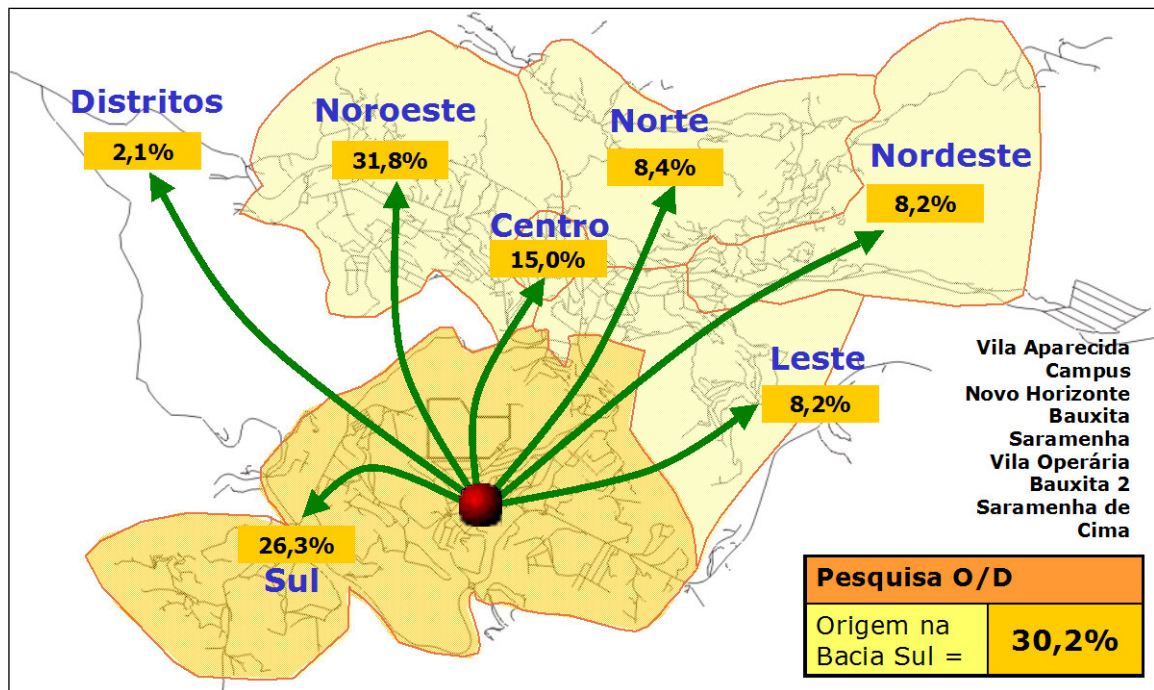 Distritos
2,1%
Noroeste
31,8%
Norte
8,4%
Nordeste
8,2%
Centro
15,0%
Leste
8,2%
26,3%
Sul
Vila Aparecida
Campus
Novo Horizonte
Bauxita
Saramenha
Vila Operária
Bauxita 2
Saramenha de
Cima
Pesquisa O/D
Origem na
Bacia Sul =
30,2%